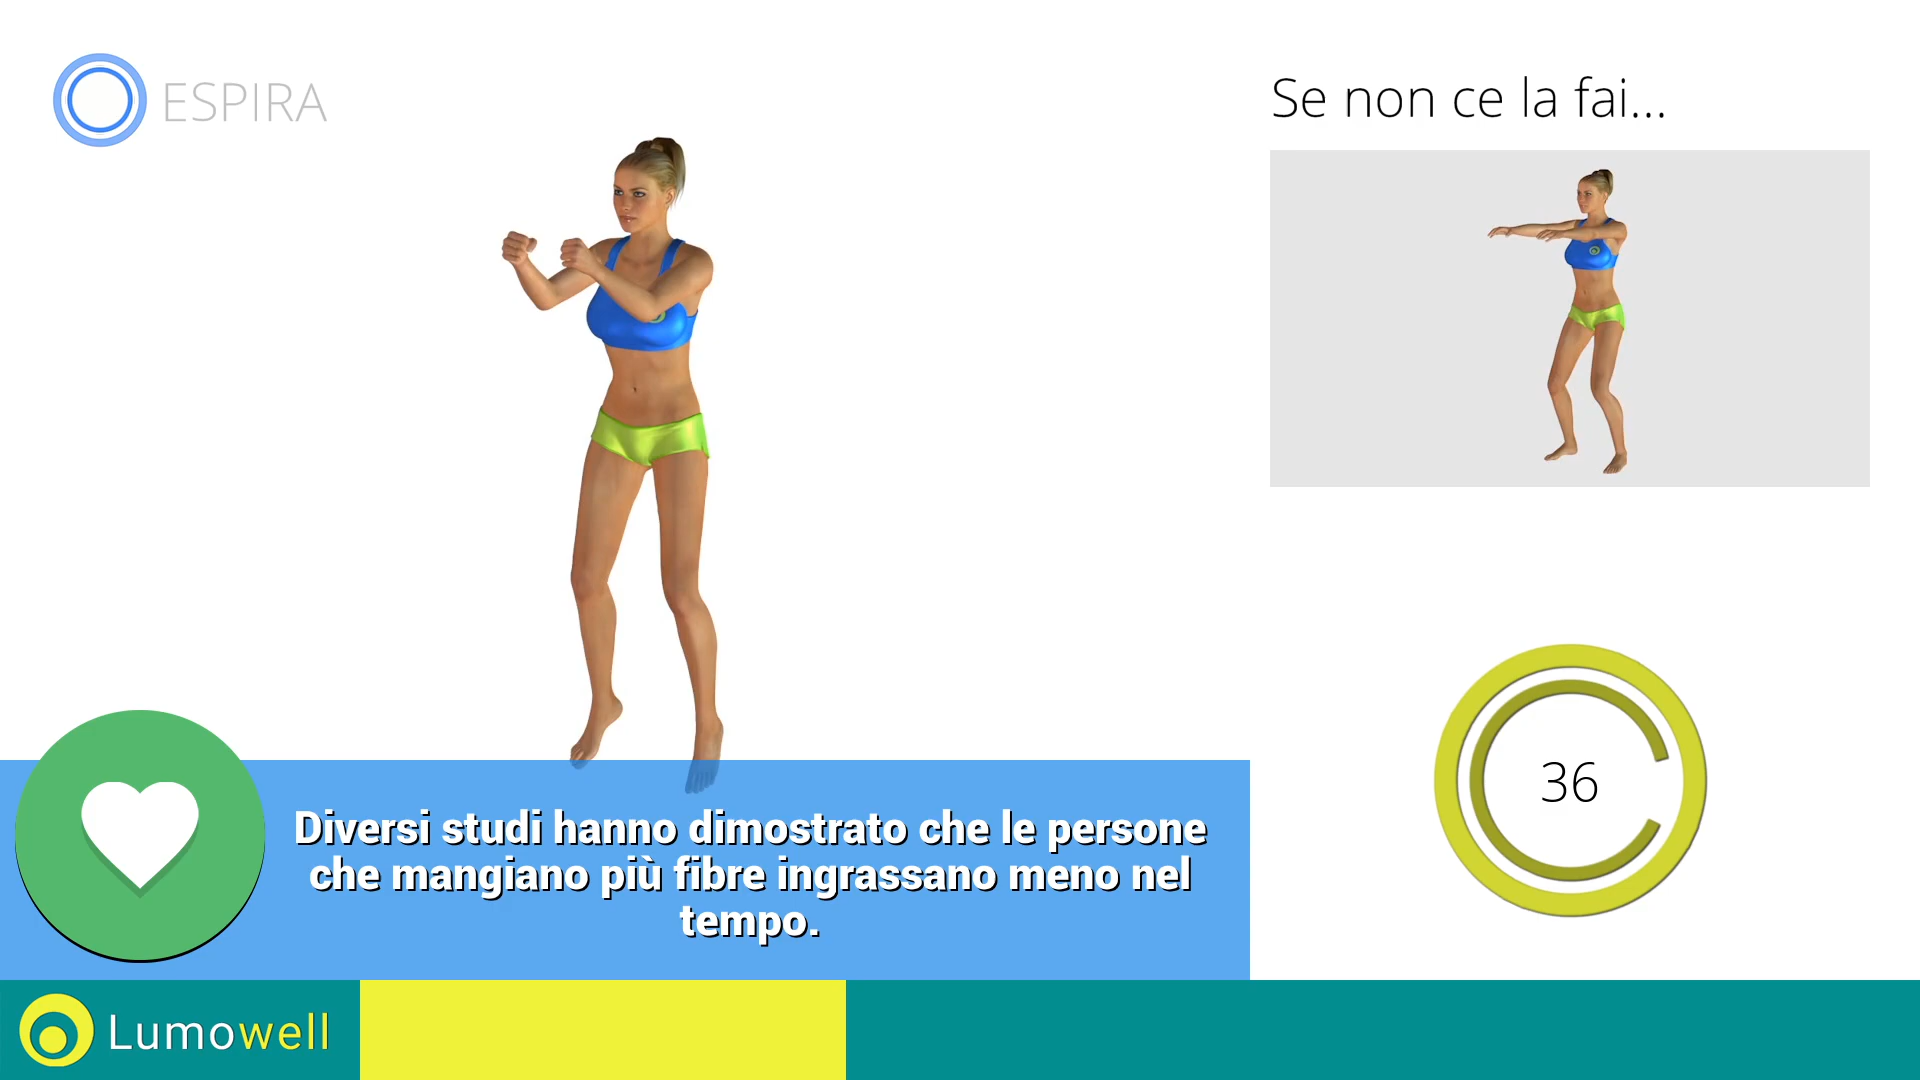 ESPIRA
Se non ce la fai...
36
Diversi studi hanno dimostrato che le persone
che mangiano più fibre ingrassano meno nel
tempo.
Lumowell